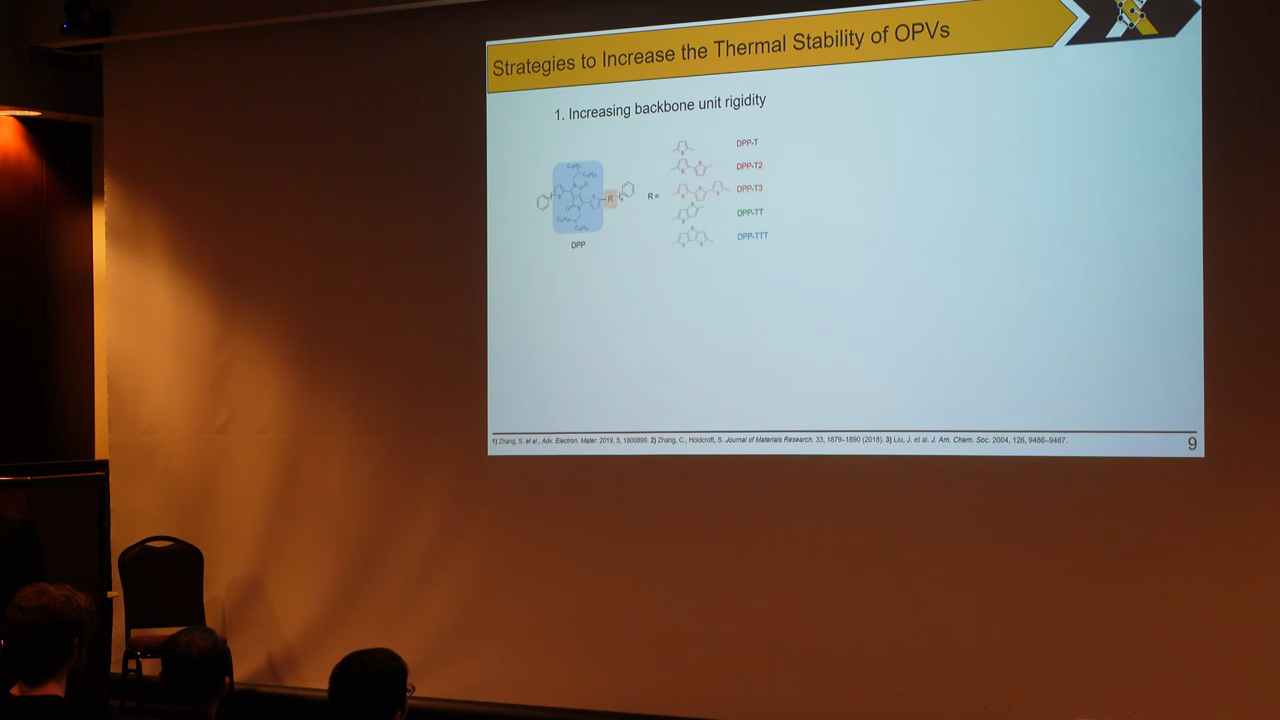 Strategies to Increase the Thermal Stability of OPVs
1. Increasing backbone unit rigidity
R
DPP
R =
DPP-T
DPP-T2
DPP-T3
DPP-TT
DPP-TTT
1) Zhang, S. et al., Adv. Electron. Mater. 2019, 5, 1800899. 2) Zhang, C., Holdcroft, S. Journal of Materials Research. 33, 1879–1890 (2018). 3) Liu, J. et al. J. Am. Chem. Soc. 2004, 126, 9486–9487.
9